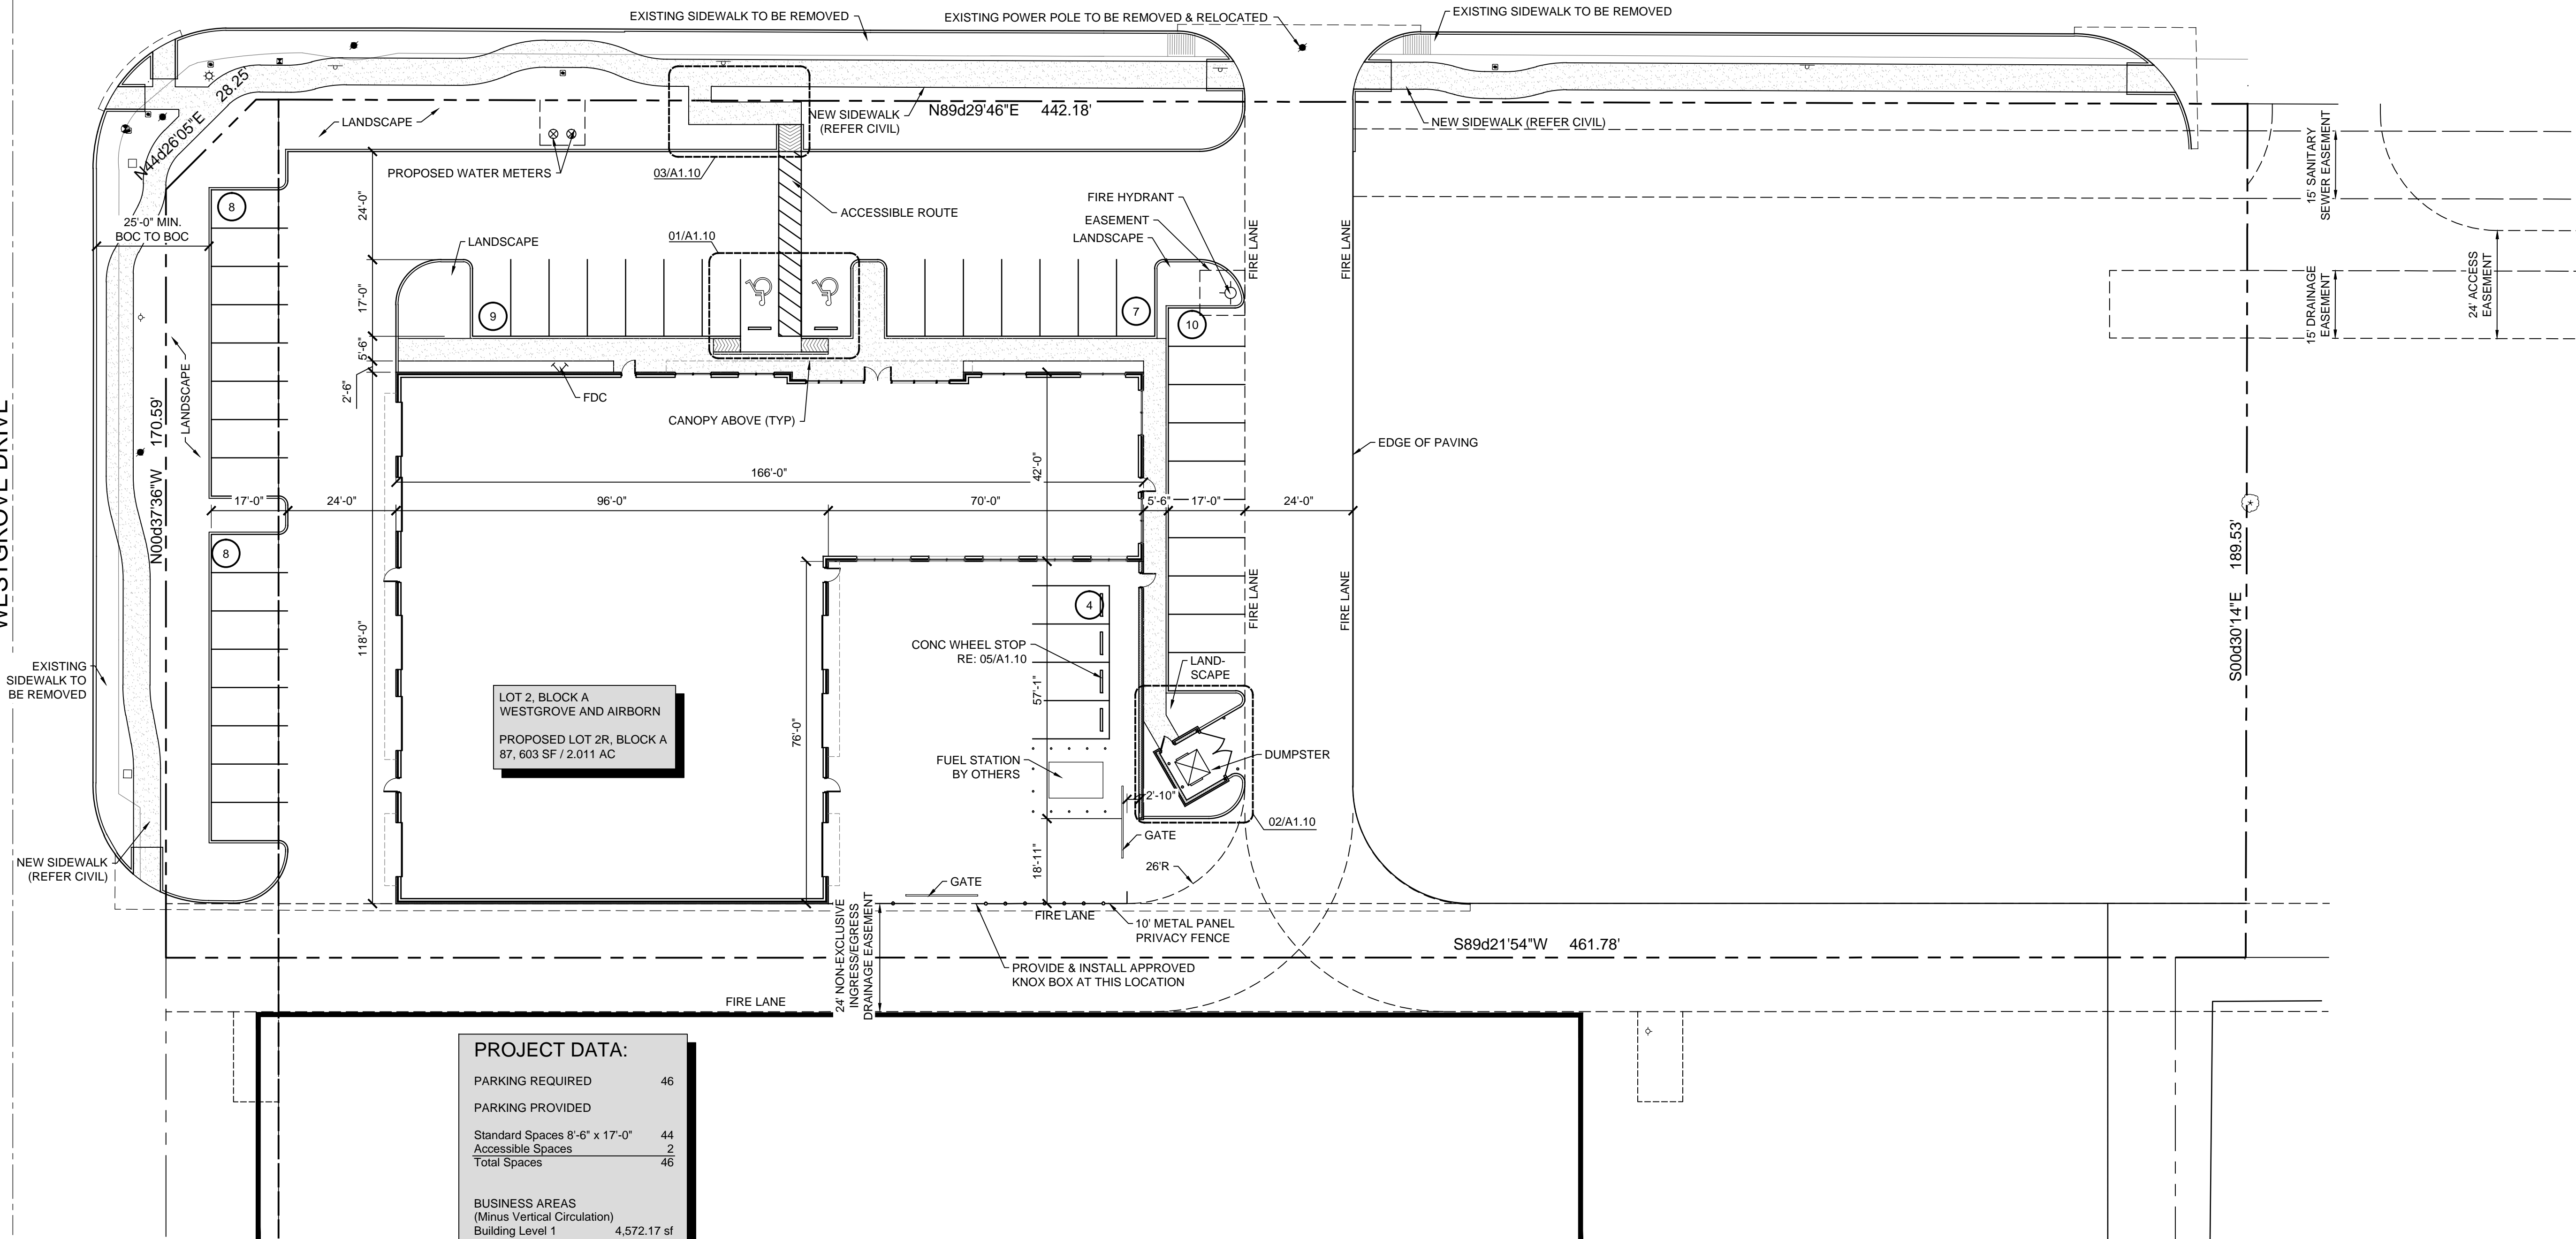 EXISTING SIDEWALK TO BE REMOVED
EXISTING POWER POLE TO BE REMOVED & RELOCATED
EXISTING SIDEWALK TO BE REMOVED
28.25'
N44d26'05"E
LANDSCAPE
NEW SIDEWALK
(REFER CIVIL)
N89d29'46"E 442.18'
NEW SIDEWALK (REFER CIVIL)
15' SANITARY
SEWER EASEMENT
PROPOSED WATER METERS
03/A1.10
FIRE HYDRANT
EASEMENT
LANDSCAPE
8
25'-0" MIN.
BOC TO BOC
24'-0"
ACCESSIBLE ROUTE
01/A1.10
LANDSCAPE
FIRE LANE
FIRE LANE
24' ACCESS
EASEMENT
15' DRAINAGE
EASEMENT
17'-0"
9
7
10
5'-6"
2'-6"
FDC
CANOPY ABOVE (TYP)
LANDSCAPE
N00d37'36"W 170.59'
WESTGROVE DRIVE
EDGE OF PAVING
166'-0"
42'-0"
17'-0"
24'-0"
96'-0"
70'-0"
5'-6"
17'-0"
24'-0"
8
S00d30'14"E 189.53'
4
FIRE LANE
FIRE LANE
118'-0"
CONC WHEEL STOP
RE: 05/A1.10
EXISTING
SIDEWALK TO
BE REMOVED
LAND-
SCAPE
57'-1"
LOT 2, BLOCK A
WESTGROVE AND AIRBORN
PROPOSED LOT 2R, BLOCK A
87, 603 SF / 2.011 AC
76'-0"
FUEL STATION
BY OTHERS
DUMPSTER
2'-10"
02/A1.10
GATE
NEW SIDEWALK
(REFER CIVIL)
18'-11"
26'R
GATE
FIRE LANE
10' METAL PANEL
PRIVACY FENCE
24' NON-EXCLUSIVE
INGRESS/EGRESS
DRAINAGE EASEMENT
S89d21'54"W 461.78'
PROVIDE & INSTALL APPROVED
KNOX BOX AT THIS LOCATION
FIRE LANE
PROJECT DATA:
PARKING REQUIRED 46
PARKING PROVIDED
Standard Spaces 8'-6" x 17'-0" 44
Accessible Spaces 2
Total Spaces 46
BUSINESS AREAS
(Minus Vertical Circulation)
Building Level 1 4,572.17 sf